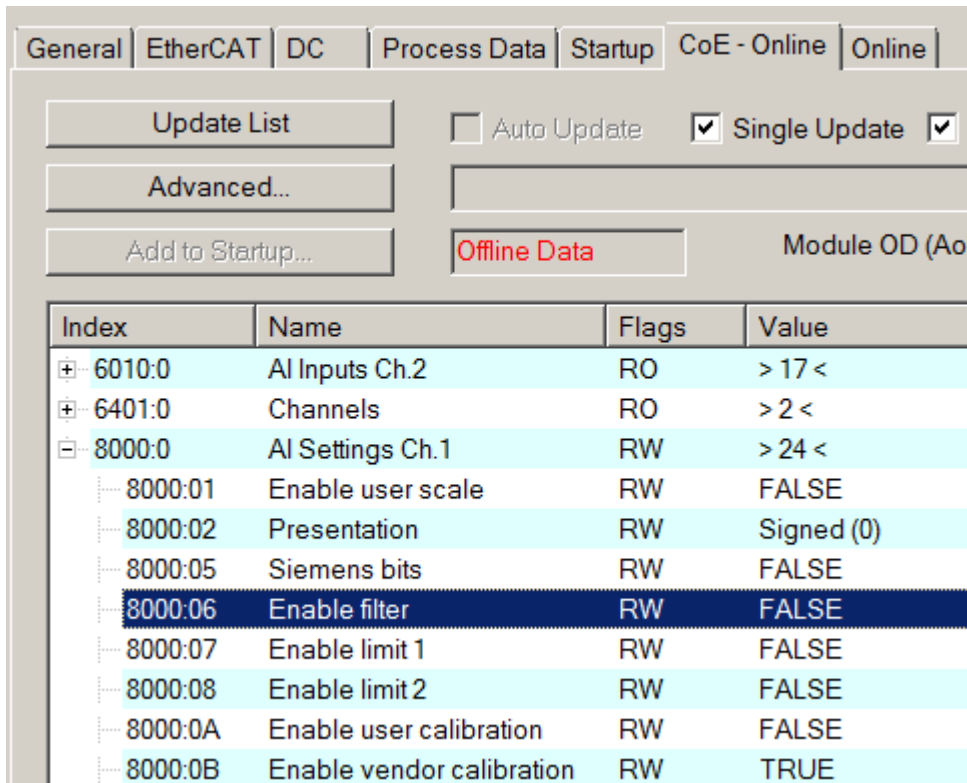 General EtherCAT DC Process Data Startup CoE - Online Online
Update List Auto Update Single Update
Advanced...
Add to Startup... Offline Data Module OD (Ao
Index Name Flags Value
6010:0 AI Inputs Ch.2 RO > 17 <
6401:0 Channels RO > 2 <
8000:0 AI Settings Ch.1 RW > 24 <
8000:01 Enable user scale RW FALSE
8000:02 Presentation RW Signed (0)
8000:05 Siemens bits RW FALSE
8000:06 Enable filter RW FALSE
8000:07 Enable limit 1 RW FALSE
8000:08 Enable limit 2 RW FALSE
8000:0A Enable user calibration RW FALSE
8000:0B Enable vendor calibration RW TRUE